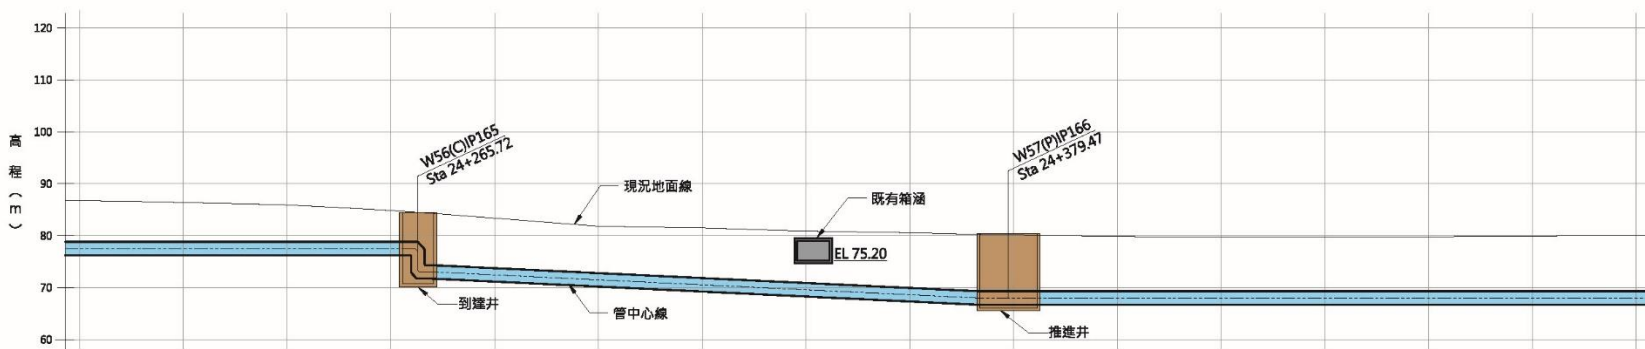 120
110
100
90
80
70
60
高程(m)
W56(C)IP165
Sta 24+265.72
現況地面線
既有箱涵
EL 75.20
W57(P)IP166
Sta 24+379.47
到達井
管中心線
推進井